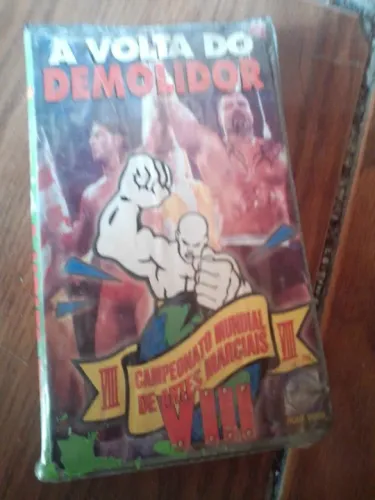 A VOLTA DO
DEMOLIDOR
VIII CAMPEONATO MUNDIAL VIII
DE ARTES MARCIAIS
VIII